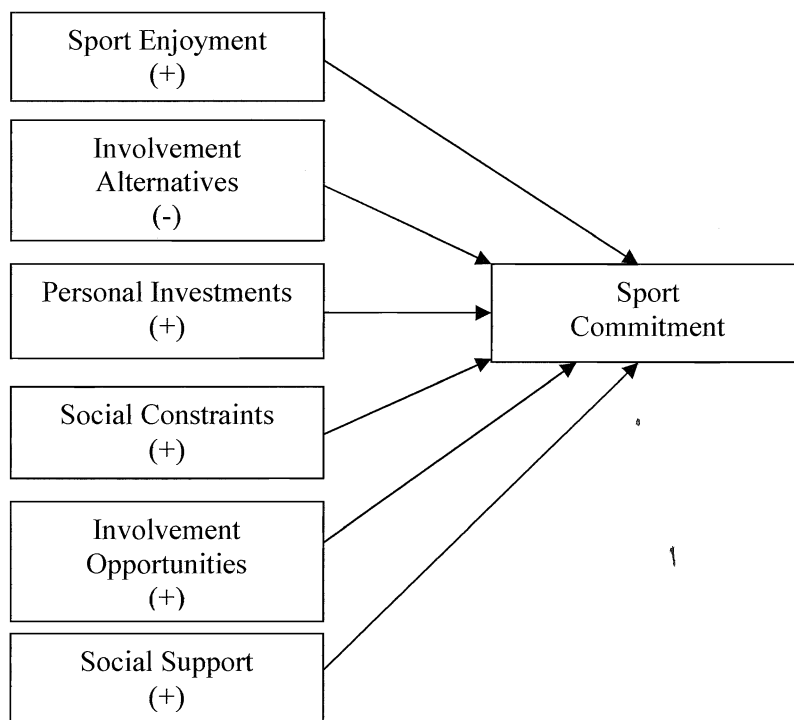 Sport Enjoyment
(+)
Involvement
Alternatives
(-)
Personal Investments
(+)
Social Constraints
(+)
Involvement
Opportunities
(+)
Social Support
(+)
Sport
Commitment